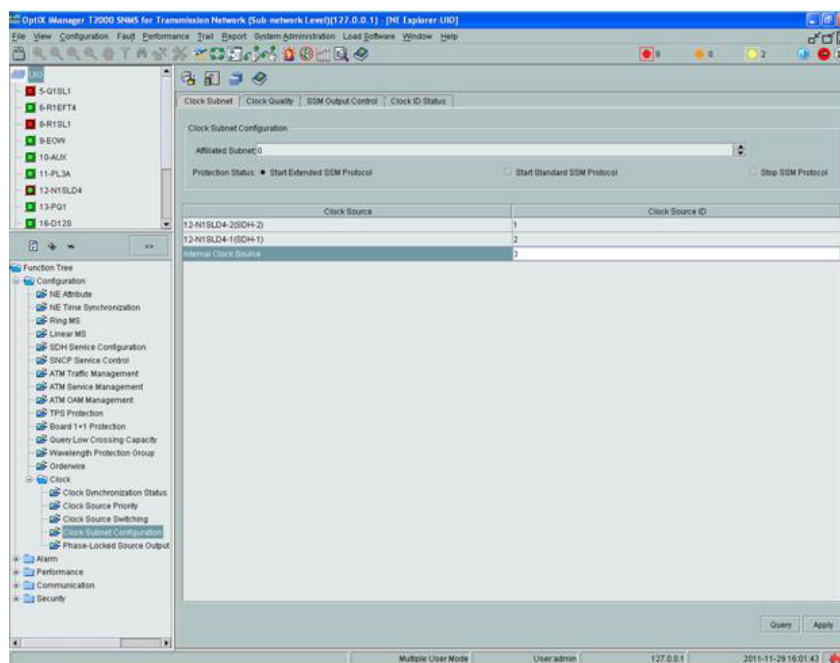 OptiX iManager T2000 SNMS for Transmission Network (Sub-network Level)(127.0.0.1) - [NE Explorer-UIO]
File View Configuration Fault Performance Trail Report System Administration Load Software Window Help
0 0 2
UIO
5-Q1SL1
6-R1EFT4
8-R1SL1
9-EOW
10-AUX
11-PL3A
12-N1SLD4
13-PQ1
16-D12S
Function Tree
Configuration
NE Attribute
NE Time Synchronization
Ring MS
Linear MS
SDH Service Configuration
SNCP Service Control
ATM Traffic Management
ATM Service Management
ATM OAM Management
TPS Protection
Board 1+1 Protection
Query Low Crossing Capacity
Wavelength Protection Group
Orderwire
Clock
Clock Synchronization Status
Clock Source Priority
Clock Source Switching
Clock Subnet Configuration
Phase-Locked Source Output
Alarm
Performance
Communication
Security
Clock Subnet Clock Quality SSM Output Control Clock ID Status
Clock Subnet Configuration
Affiliated Subnet: 0
Protection Status: Start Extended SSM Protocol Start Standard SSM Protocol Stop SSM Protocol
Clock Source Clock Source ID
12-N1SLD4-2(SDH-2) 1
12-N1SLD4-1(SDH-1) 2
Internal Clock Source 3
Query Apply
Multiple User Mode User:admin 127.0.0.1 2011-11-29 16:01:43